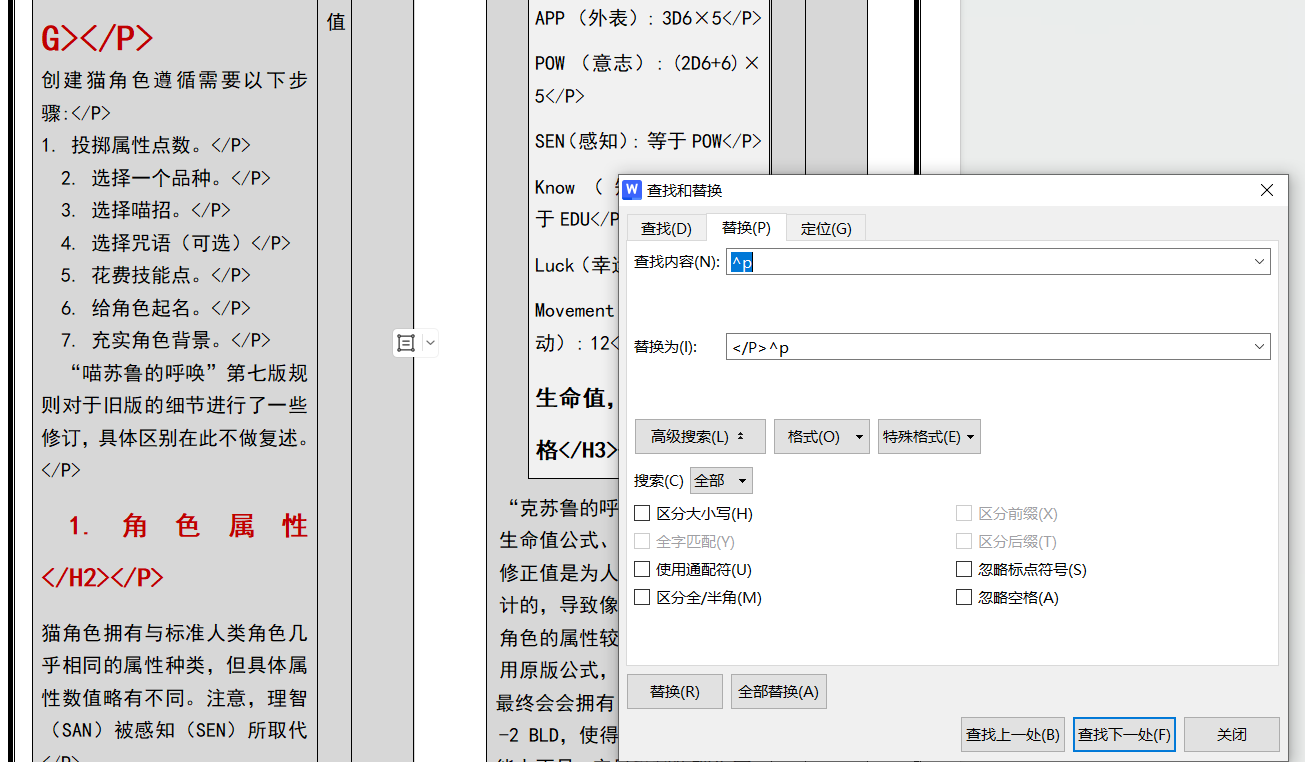 G></P>
创建猫角色遵循需要以下步
骤:</P>
1. 投掷属性点数。</P>
2. 选择一个品种。</P>
3. 选择喵招。</P>
4. 选择咒语（可选）</P>
5. 花费技能点。</P>
6. 给角色起名。</P>
7. 充实角色背景。</P>
“喵苏鲁的呼唤”第七版规
则对于旧版的细节进行了一些
修订，具体区别在此不做复述。
</P>
1. 角 色 属 性
</H2></P>
猫角色拥有与标准人类角色几
乎相同的属性种类，但具体属
性数值略有不同。注意，理智
（SAN）被感知（SEN）所取代
</P>
值
APP （外表）: 3D6×5</P>
POW （意志）: (2D6+6)×
5</P>
SEN(感知): 等于 POW</P>
Know （
于 EDU</P
Luck（幸运
Movement
动）: 12<
生命值，
格</H3>
“克苏鲁的呼
生命值公式、
修正值是为人
计的，导致像
角色的属性较
用原版公式，
最终会会拥有
-2 BLD，使得
查找和替换
查找(D)
替换(P)
定位(G)
查找内容(N):
^p
替换为(I):
</P>^p
高级搜索(L)
格式(O)
特殊格式(E)
搜索(C)
全部
区分大小写(H)
区分前缀(X)
全字匹配(Y)
区分后缀(T)
使用通配符(U)
忽略标点符号(S)
区分全/半角(M)
忽略空格(A)
替换(R)
全部替换(A)
查找上一处(B)
查找下一处(F)
关闭